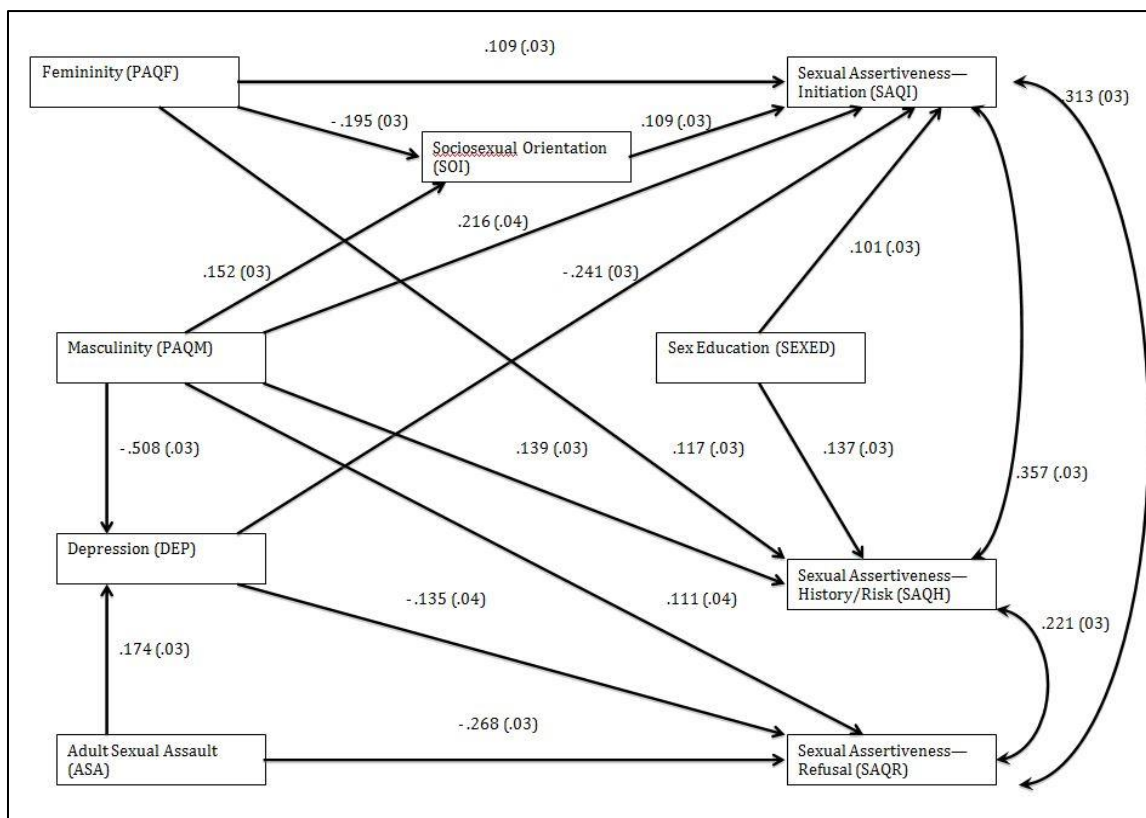 .109 (.03)
Femininity (PAQF)
Sexual Assertiveness—
Initiation (SAQI)
.313 (03)
- .195 (03)
.109 (.03)
Sociosexual Orientation
(SOI)
.216 (.04)
.101 (.03)
.152 (03)
-.241 (03)
Masculinity (PAQM)
Sex Education (SEXED)
-.508 (.03)
.139 (.03)
.117 (.03)
.137 (.03)
.357 (.03)
Depression (DEP)
Sexual Assertiveness—
History/Risk (SAQH)
-.135 (.04)
.111 (.04)
.221 (03)
.174 (.03)
-.268 (.03)
Adult Sexual Assault
(ASA)
Sexual Assertiveness—
Refusal (SAQR)